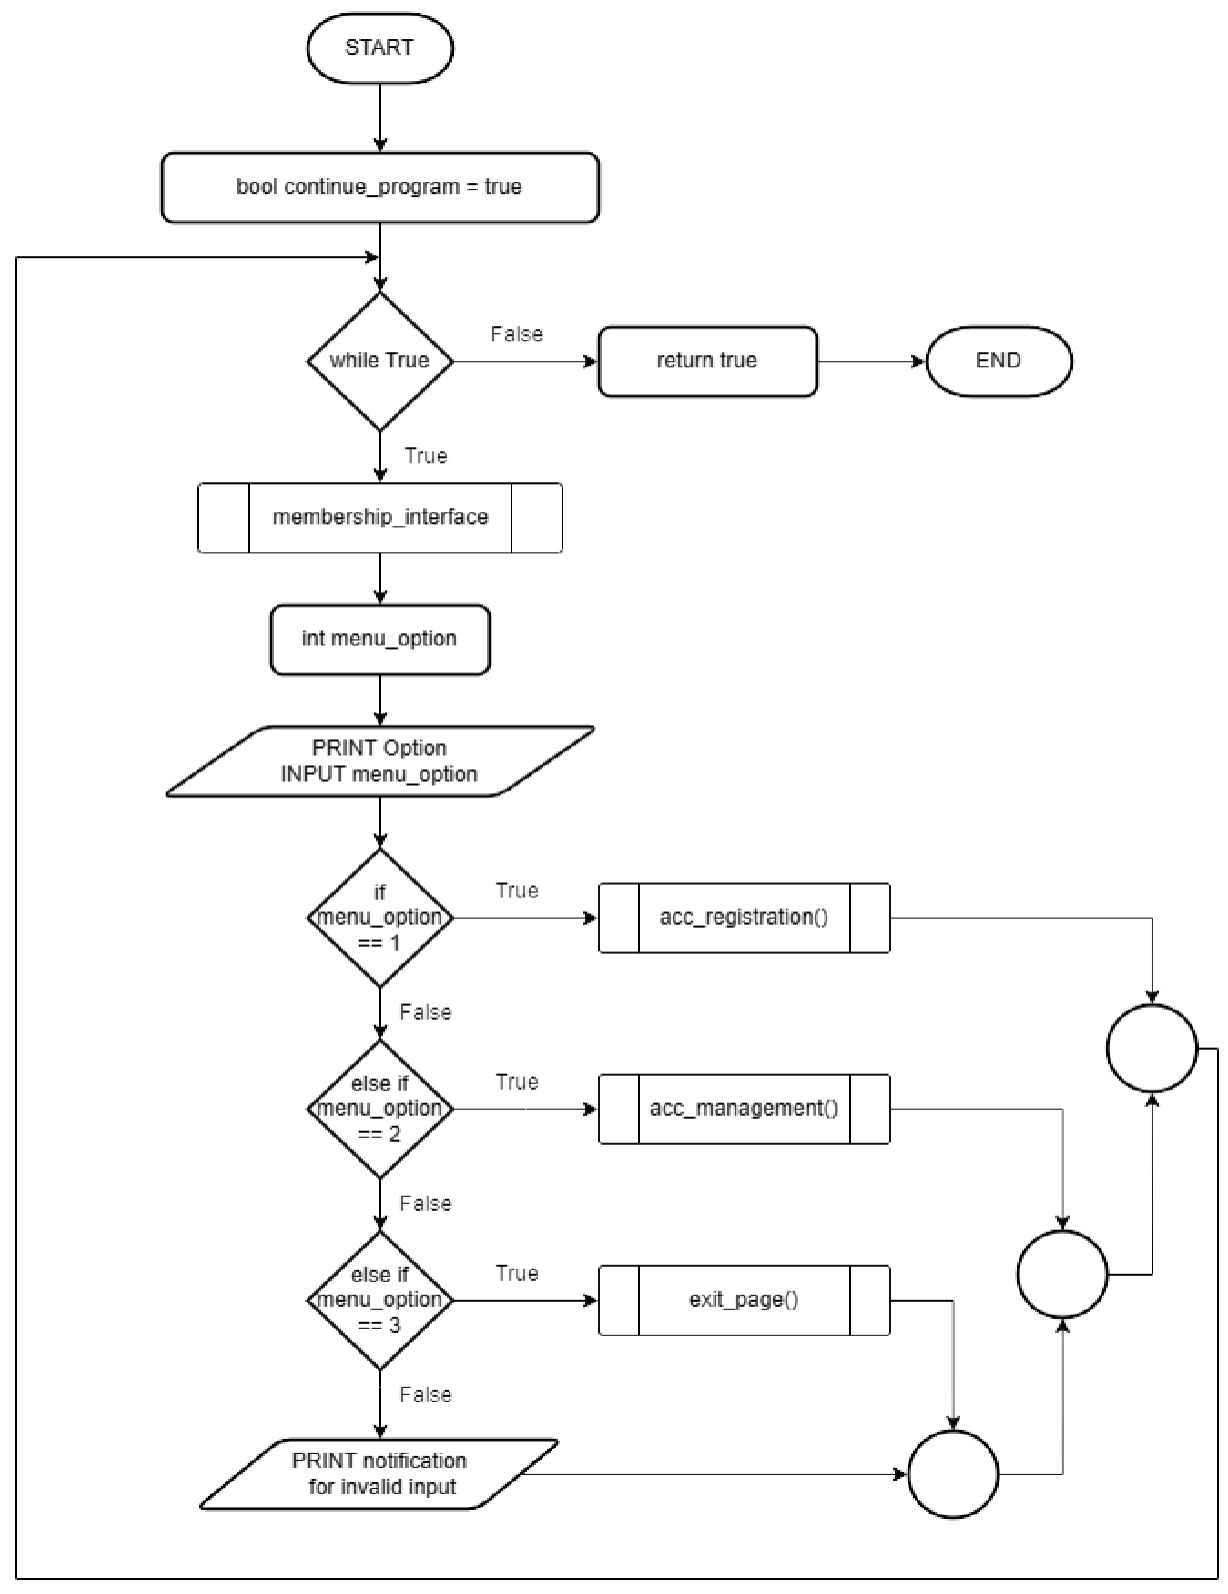 START
bool continue_program = true
while True
False
return true
END
True
membership_interface
int menu_option
PRINT Option
INPUT menu_option
if
menu_option
== 1
True
acc_registration()
False
else if
menu_option
== 2
True
acc_management()
False
else if
menu_option
== 3
True
exit_page()
False
PRINT notification
for invalid input